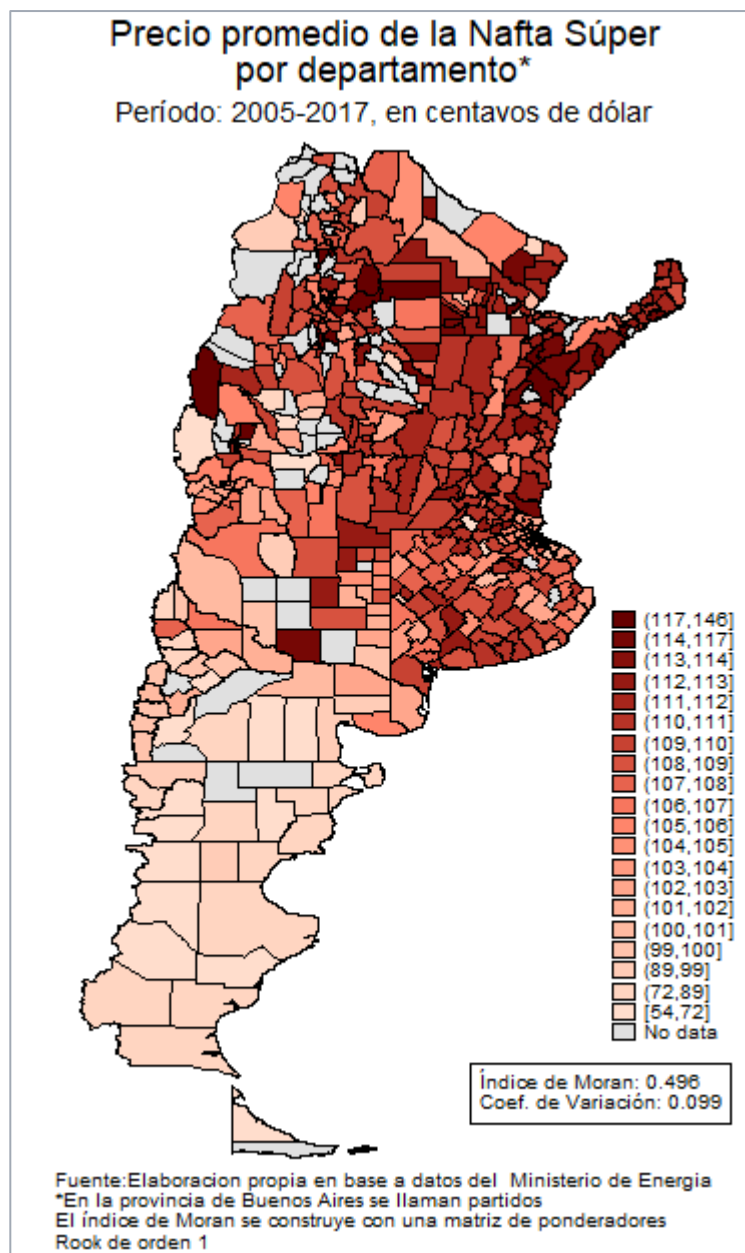 Precio promedio de la Nafta Súper
por departamento*
Período: 2005-2017, en centavos de dólar
(117,146]
(114,117]
(113,114]
(112,113]
(111,112]
(110,111]
(109,110]
(108,109]
(107,108]
(106,107]
(105,106]
(104,105]
(103,104]
(102,103]
(101,102]
(100,101]
(99,100]
(89,99]
(72,89]
[54,72]
No data
Índice de Moran: 0.496
Coef. de Variación: 0.099
Fuente:Elaboracion propia en base a datos del Ministerio de Energia
*En la provincia de Buenos Aires se llaman partidos
El índice de Moran se construye con una matriz de ponderadores
Rook de orden 1